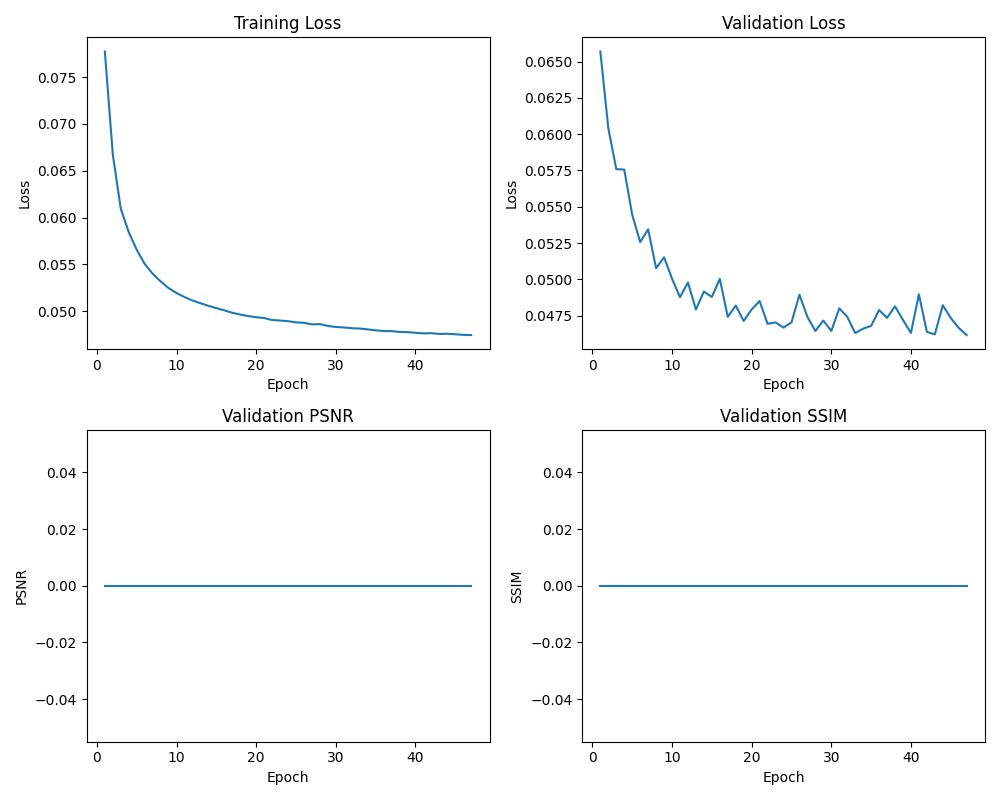 Training Loss
Loss
0.075
0.070
0.065
0.060
0.055
0.050
0 10 20 30 40
Epoch
Validation Loss
Loss
0.0650
0.0625
0.0600
0.0575
0.0550
0.0525
0.0500
0.0475
0 10 20 30 40
Epoch
Validation PSNR
PSNR
0.04
0.02
0.00
−0.02
−0.04
0 10 20 30 40
Epoch
Validation SSIM
SSIM
0.04
0.02
0.00
−0.02
−0.04
0 10 20 30 40
Epoch